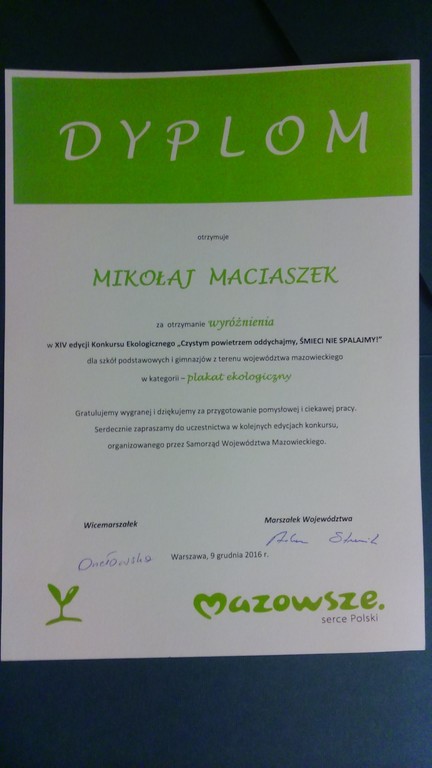 DYPLOM
otrzymuje
MIKOŁAJ MACIASZEK
za otrzymanie wyróżnienia
w XIV edycji Konkursu Ekologicznego „Czystym powietrzem oddychajmy, ŚMIECI NIE SPALAJMY!”
dla szkół podstawowych i gimnazjów z terenu województwa mazowieckiego
w kategorii – plakat ekologiczny
Gratulujemy wygranej i dziękujemy za przygotowanie pomysłowej i ciekawej pracy.
Serdecznie zapraszamy do uczestnictwa w kolejnych edycjach konkursu,
organizowanego przez Samorząd Województwa Mazowieckiego.
Wicemarszałek
Marszałek Województwa
Warszawa, 9 grudnia 2016 r.
mazowsze.
serce Polski